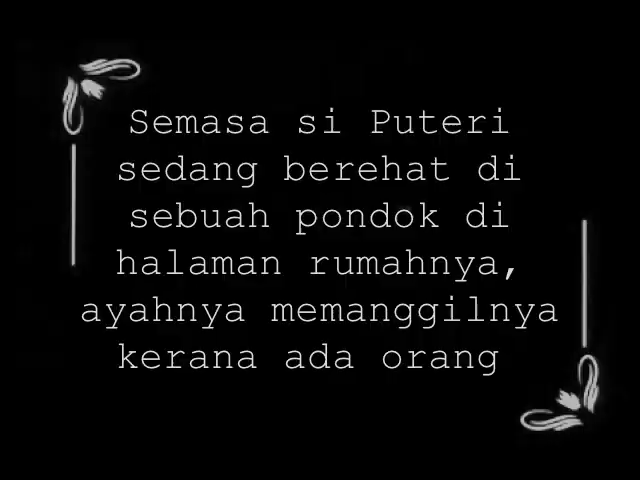 Semasa si Puteri
sedang berehat di
sebuah pondok di
halaman rumahnya,
ayahnya memanggilnya
kerana ada orang